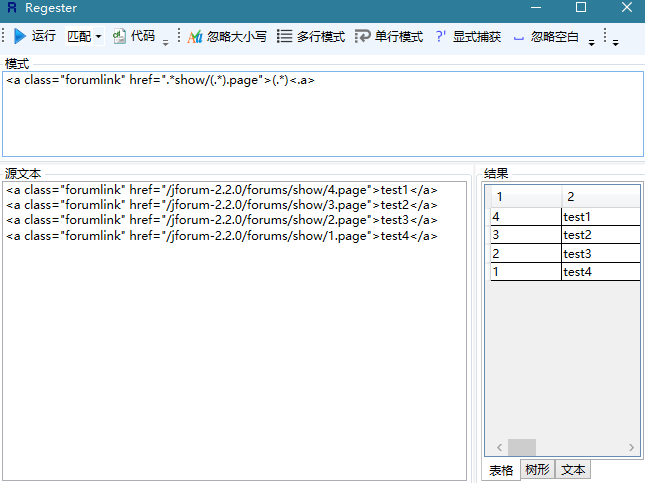 Regester
运行 匹配 代码 忽略大小写 多行模式 单行模式 ?' 显式捕获 忽略空白
模式
<a class="forumlink" href=".*show/(.*).page">(.*)<.a>
源文本
<a class="forumlink" href="/jforum-2.2.0/forums/show/4.page">test1</a>
<a class="forumlink" href="/jforum-2.2.0/forums/show/3.page">test2</a>
<a class="forumlink" href="/jforum-2.2.0/forums/show/2.page">test3</a>
<a class="forumlink" href="/jforum-2.2.0/forums/show/1.page">test4</a>
结果
1 2
4 test1
3 test2
2 test3
1 test4
表格 树形 文本